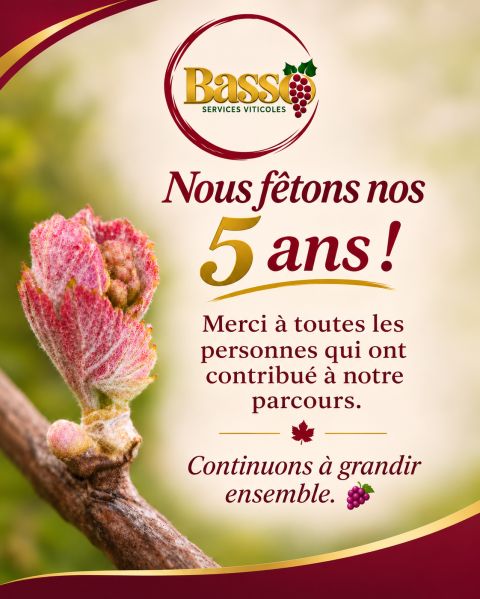 Basso
SERVICES VITICOLES
Nous fêtons nos
5 ans !
Merci à toutes les
personnes qui ont
contribué à notre
parcours.
Continuons à grandir
ensemble.